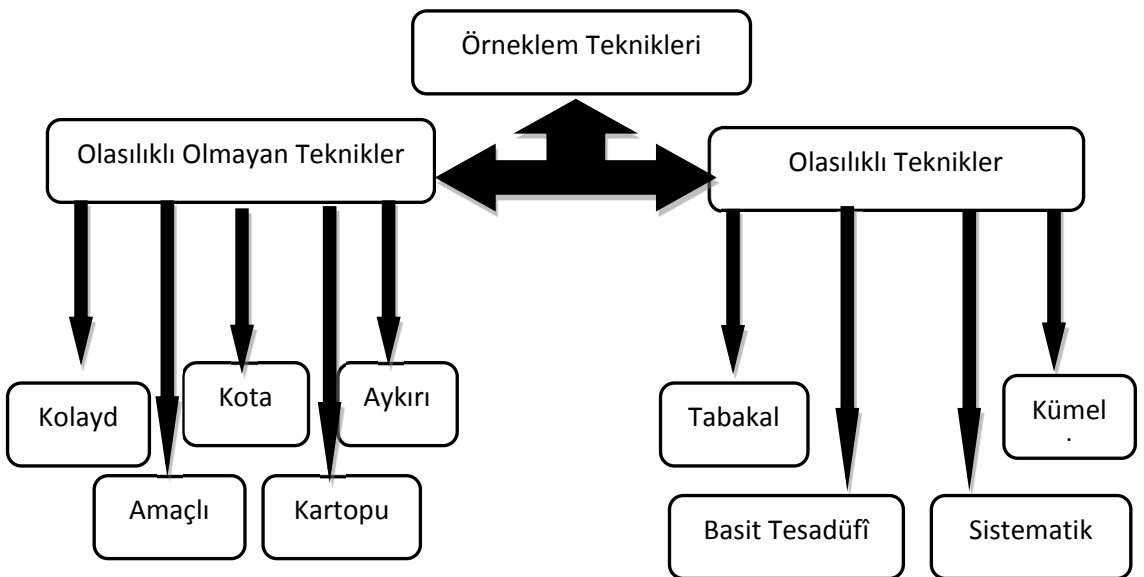 Örneklem Teknikleri
Olasılıklı Olmayan Teknikler
Olasılıklı Teknikler
Kolayd
Amaçlı
Kota
Kartopu
Aykırı
Tabakal
Basit Tesadüfî
Sistematik
Kümel